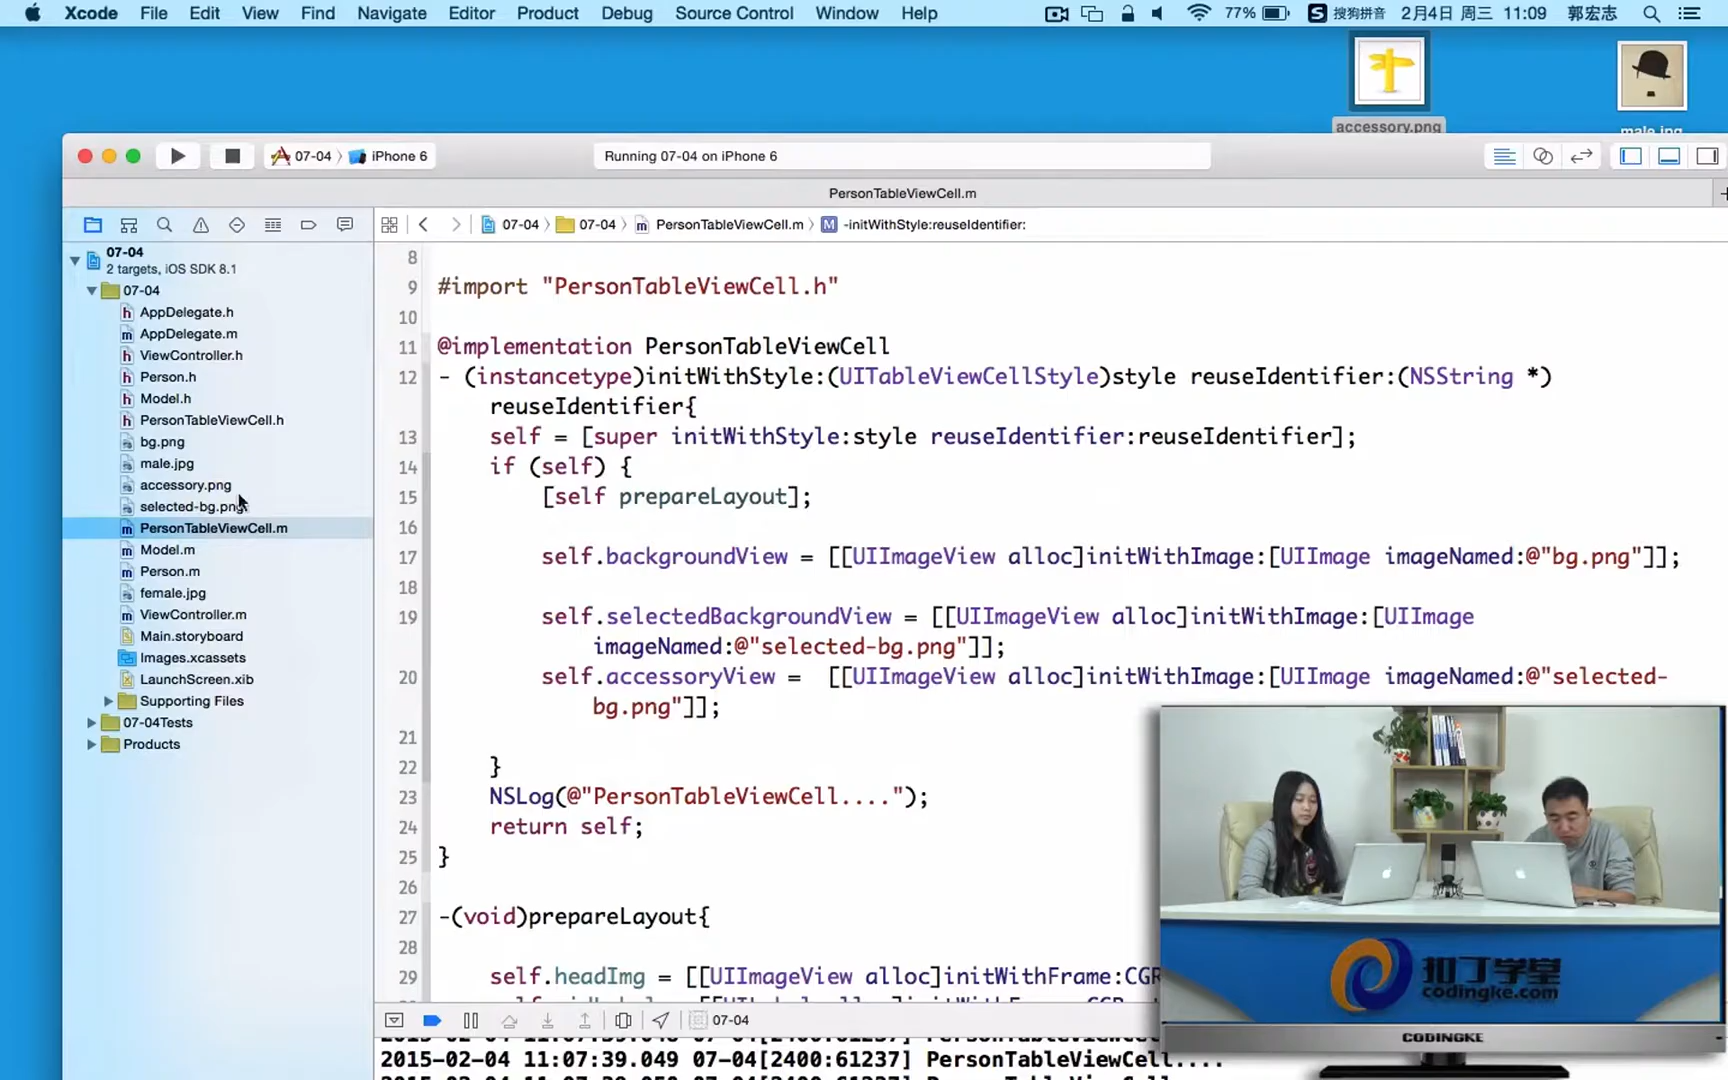 Xcode File Edit View Find Navigate Editor Product Debug Source Control Window Help 77% 搜狗拼音 2月4日 周三 11:09 郭宏志
accessory.png
07-04 iPhone 6 Running 07-04 on iPhone 6
PersonTableViewCell.m
07-04 07-04 PersonTableViewCell.m M -initWithStyle:reuseIdentifier:
07-04
2 targets, iOS SDK 8.1
07-04
h AppDelegate.h
m AppDelegate.m
h ViewController.h
h Person.h
h Model.h
h PersonTableViewCell.h
bg.png
male.jpg
accessory.png
selected-bg.png
m PersonTableViewCell.m
m Model.m
m Person.m
female.jpg
m ViewController.m
Main.storyboard
Images.xcassets
LaunchScreen.xib
Supporting Files
07-04Tests
Products
8
9 #import "PersonTableViewCell.h"
10
11 @implementation PersonTableViewCell
12 - (instancetype)initWithStyle:(UITableViewCellStyle)style reuseIdentifier:(NSString *)
reuseIdentifier{
13 self = [super initWithStyle:style reuseIdentifier:reuseIdentifier];
14 if (self) {
15 [self prepareLayout];
16
17 self.backgroundView = [[UIImageView alloc]initWithImage:[UIImage imageNamed:@"bg.png"]];
18
19 self.selectedBackgroundView = [[UIImageView alloc]initWithImage:[UIImage
imageNamed:@"selected-bg.png"]];
20 self.accessoryView =  [[UIImageView alloc]initWithImage:[UIImage imageNamed:@"selected-
bg.png"]];
21
22 }
23 NSLog(@"PersonTableViewCell....");
24 return self;
25 }
26
27 -(void)prepareLayout{
28
29 self.headImg = [[UIImageView alloc]initWithFrame:CGR
07-04
2015-02-04 11:07:39.049 07-04[2400:61237] PersonTableViewCell....
扣丁学堂
codingke.com
CODINGKE